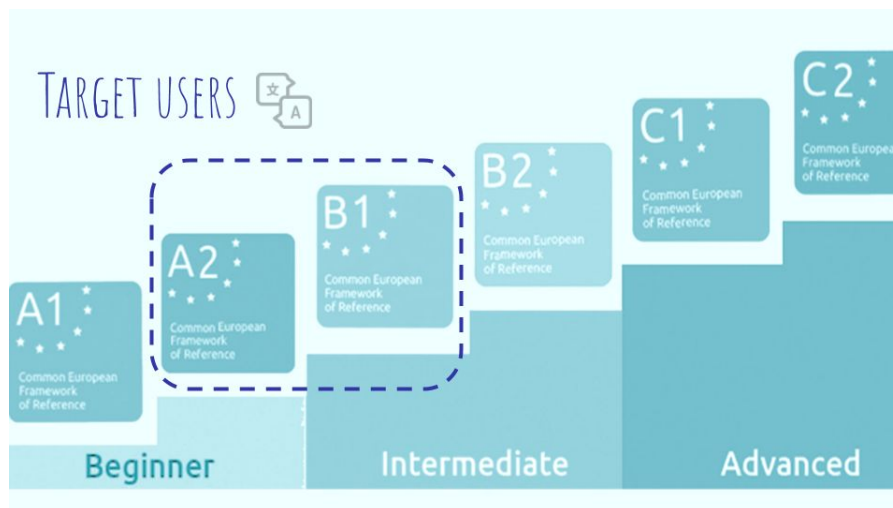 TARGET USERS
文
A
A1
Common European
Framework
of Reference
A2
Common European
Framework
of Reference
B1
Common European
Framework
of Reference
B2
Common European
Framework
of Reference
C1
Common European
Framework
of Reference
C2
Common Europea
Framework
of Reference
Beginner
Intermediate
Advanced